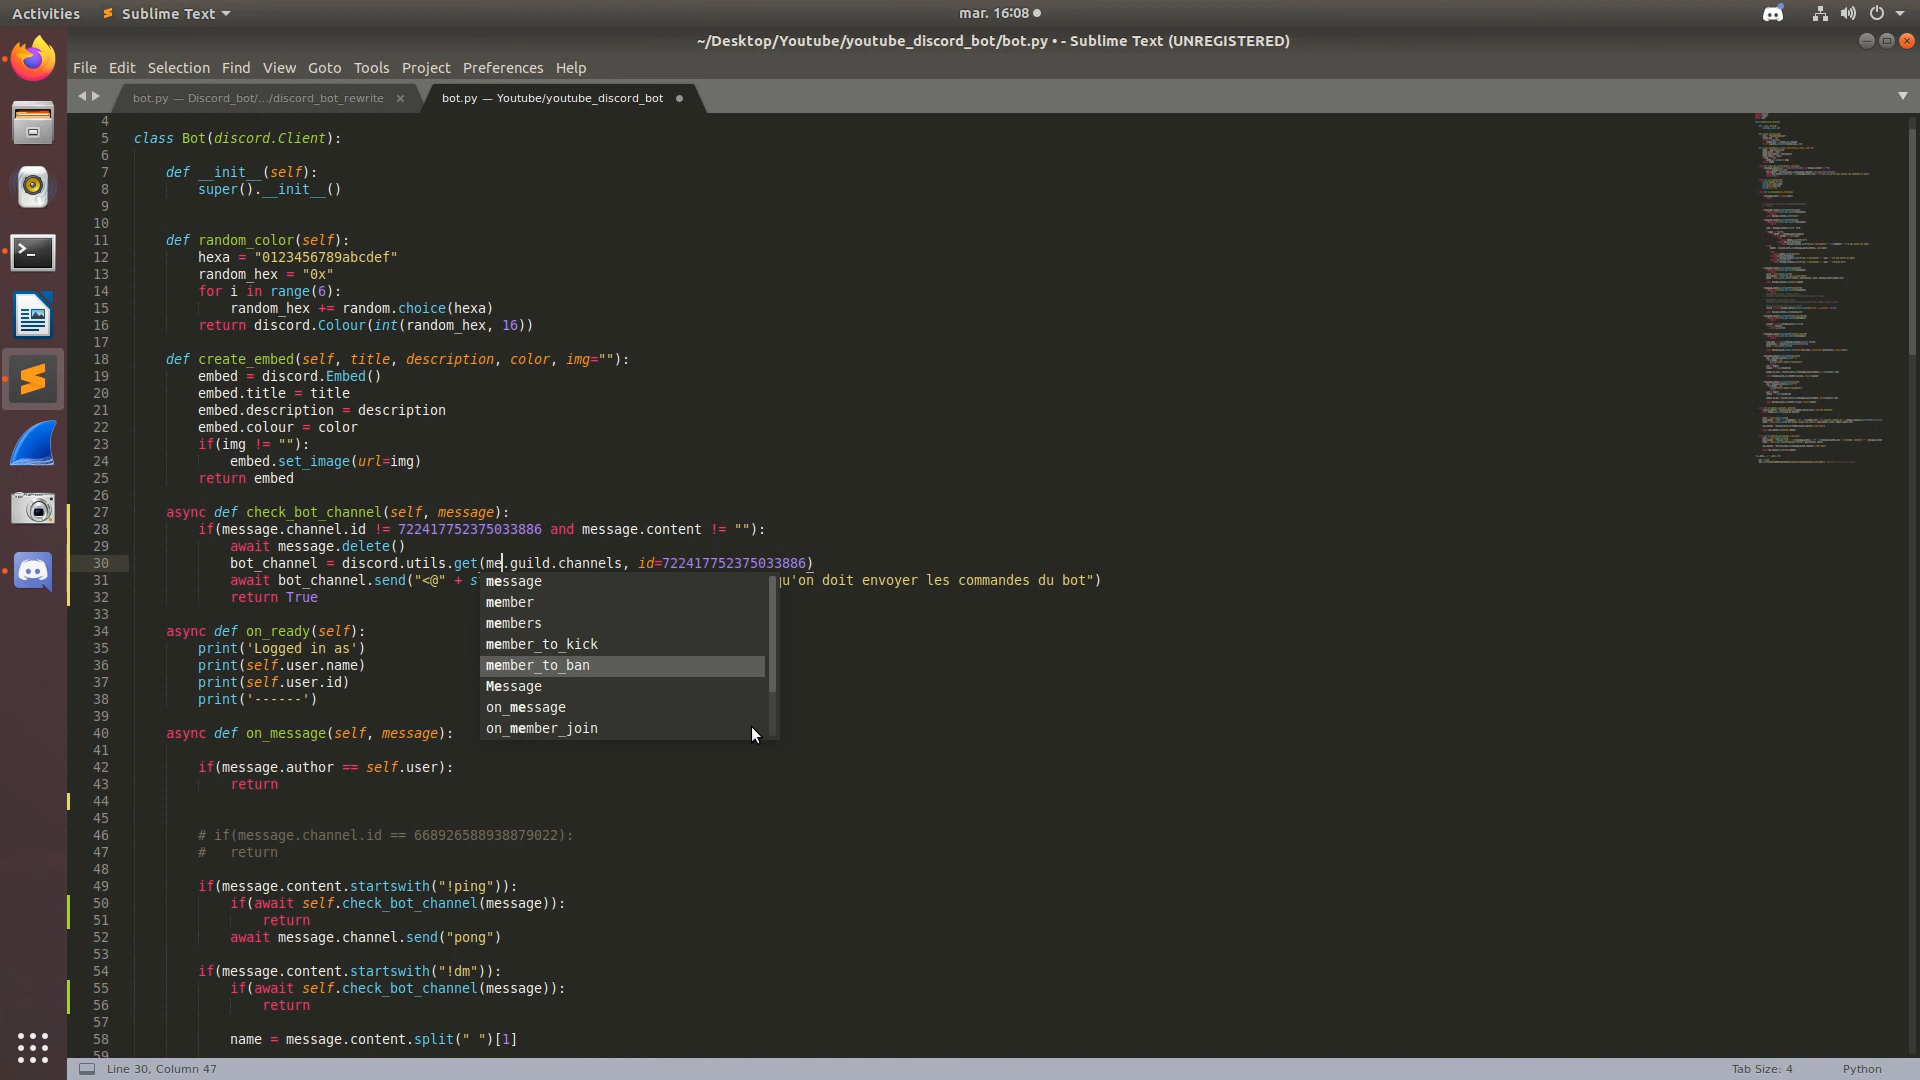 Activities Sublime Text mar. 16:08
~/Desktop/Youtube/youtube_discord_bot/bot.py • - Sublime Text (UNREGISTERED)
File Edit Selection Find View Goto Tools Project Preferences Help
bot.py — Discord_bot/.../discord_bot_rewrite × bot.py — Youtube/youtube_discord_bot
4
5 class Bot(discord.Client):
6
7 def __init__(self):
8 super().__init__()
9
10
11 def random_color(self):
12 hexa = "0123456789abcdef"
13 random_hex = "0x"
14 for i in range(6):
15 random_hex += random.choice(hexa)
16 return discord.Colour(int(random_hex, 16))
17
18 def create_embed(self, title, description, color, img=""):
19 embed = discord.Embed()
20 embed.title = title
21 embed.description = description
22 embed.colour = color
23 if(img != ""):
24 embed.set_image(url=img)
25 return embed
26
27 async def check_bot_channel(self, message):
28 if(message.channel.id != 722417752375033886 and message.content != ""):
29 await message.delete()
30 bot_channel = discord.utils.get(me.guild.channels, id=722417752375033886)
31 await bot_channel.send("<@" + s qu'on doit envoyer les commandes du bot")
32 return True
33
34 async def on_ready(self):
35 print('Logged in as')
36 print(self.user.name)
37 print(self.user.id)
38 print('------')
39
40 async def on_message(self, message):
41
42 if(message.author == self.user):
43 return
44
45
46 # if(message.channel.id == 668926588938879022):
47 # return
48
49 if(message.content.startswith("!ping")):
50 if(await self.check_bot_channel(message)):
51 return
52 await message.channel.send("pong")
53
54 if(message.content.startswith("!dm")):
55 if(await self.check_bot_channel(message)):
56 return
57
58 name = message.content.split(" ")[1]
59
message
member
members
member_to_kick
member_to_ban
Message
on_message
on_member_join
Line 30, Column 47 Tab Size: 4 Python